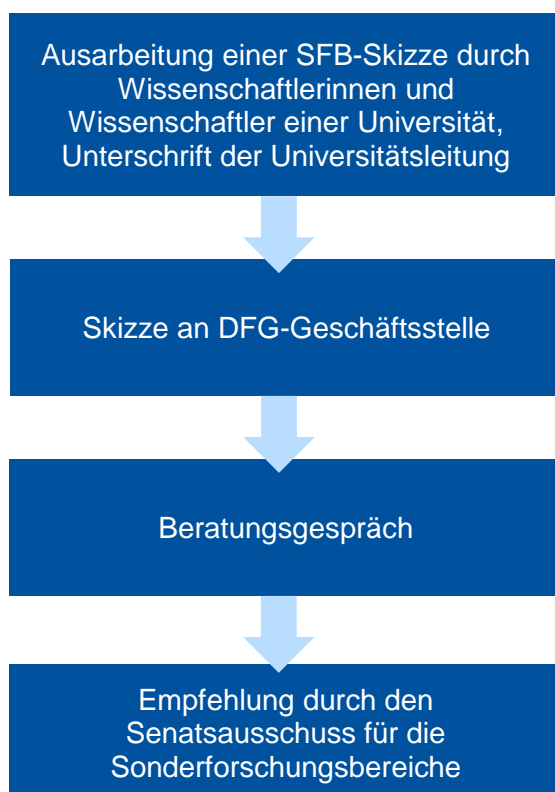 Ausarbeitung einer SFB-Skizze durch
Wissenschaftlerinnen und
Wissenschaftler einer Universität,
Unterschrift der Universitätsleitung
Skizze an DFG-Geschäftsstelle
Beratungsgespräch
Empfehlung durch den
Senatsausschuss für die
Sonderforschungsbereiche